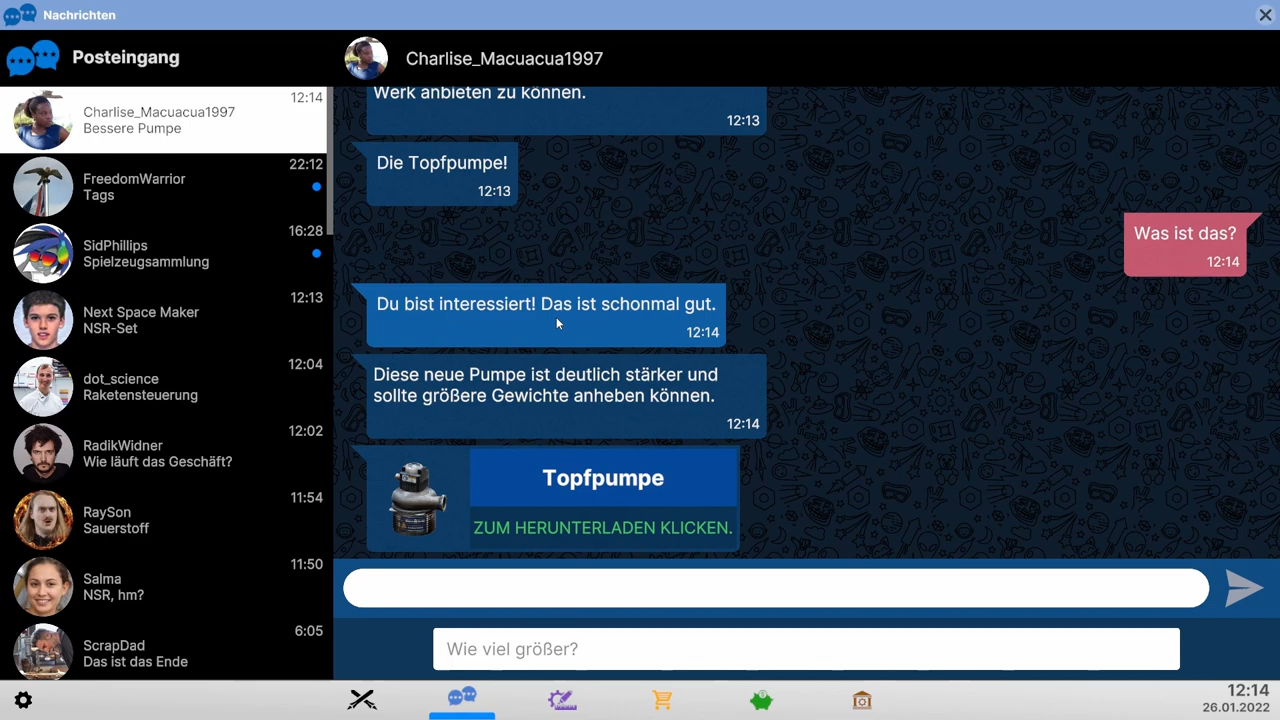 Nachrichten
Posteingang
Charlise_Macuacua1997
12:14
Charlise_Macuacua1997
Bessere Pumpe
22:12
FreedomWarrior
Tags
16:28
SidPhillips
Spielzeugsammlung
12:13
Next Space Maker
NSR-Set
12:04
dot_science
Raketensteuerung
12:02
RadikWidner
Wie läuft das Geschäft?
11:54
RaySon
Sauerstoff
11:50
Salma
NSR, hm?
6:05
ScrapDad
Das ist das Ende
Werk anbieten zu können.
12:13
Die Topfpumpe!
12:13
Was ist das?
12:14
Du bist interessiert! Das ist schonmal gut.
12:14
Diese neue Pumpe ist deutlich stärker und
sollte größere Gewichte anheben können.
12:14
Topfpumpe
ZUM HERUNTERLADEN KLICKEN.
Wie viel größer?
12:14
26.01.2022